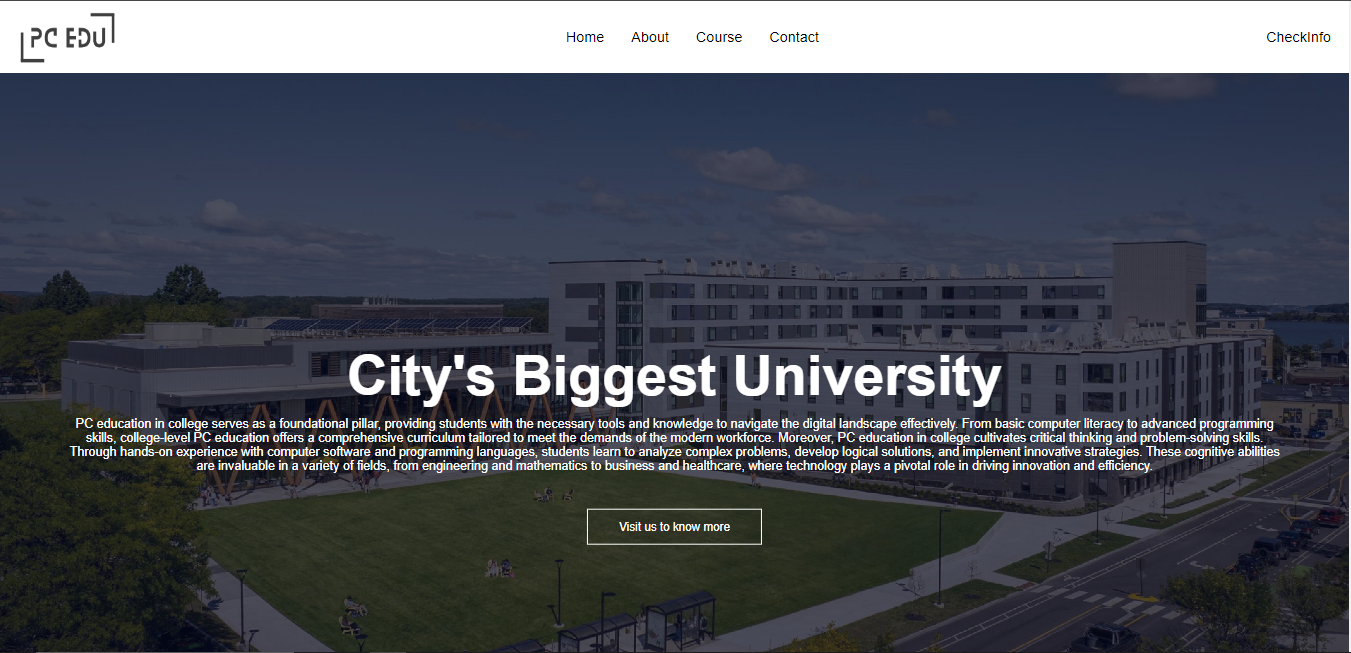 PC EDU
Home About Course Contact CheckInfo
City's Biggest University
PC education in college serves as a foundational pillar, providing students with the necessary tools and knowledge to navigate the digital landscape effectively. From basic computer literacy to advanced programming
skills, college-level PC education offers a comprehensive curriculum tailored to meet the demands of the modern workforce. Moreover, PC education in college cultivates critical thinking and problem-solving skills.
Through hands-on experience with computer software and programming languages, students learn to analyze complex problems, develop logical solutions, and implement innovative strategies. These cognitive abilities
are invaluable in a variety of fields, from engineering and mathematics to business and healthcare, where technology plays a pivotal role in driving innovation and efficiency.
Visit us to know more